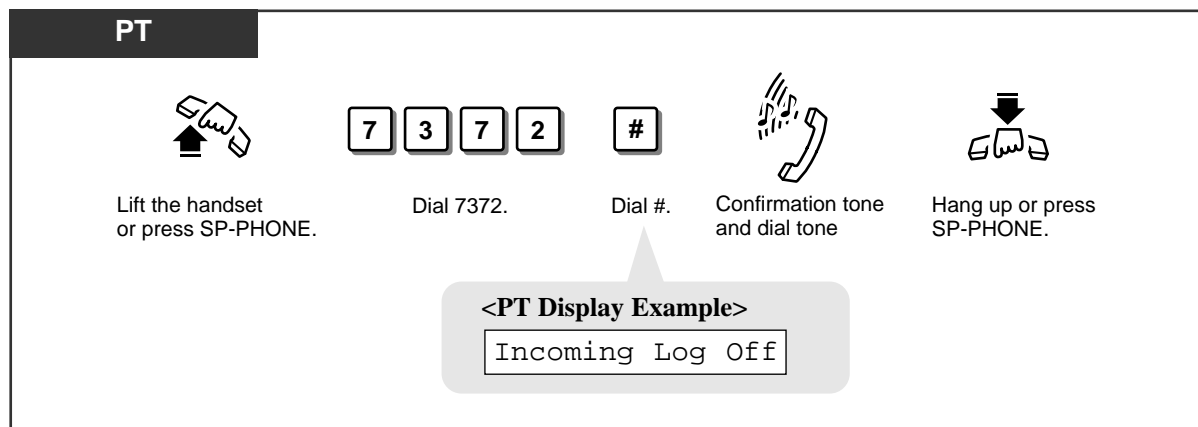 PT
7 3 7 2 #
Lift the handset
or press SP-PHONE.
Dial 7372.
Dial #.
Confirmation tone
and dial tone
Hang up or press
SP-PHONE.
<PT Display Example>
Incoming Log Off